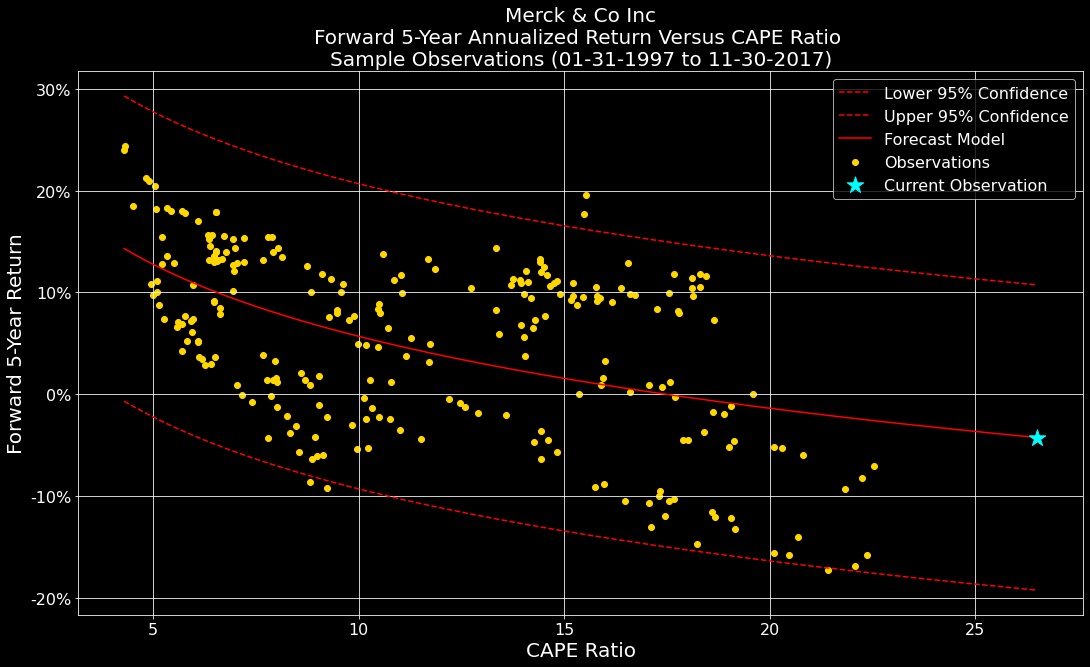 Merck & Co Inc
Forward 5-Year Annualized Return Versus CAPE Ratio
Sample Observations (01-31-1997 to 11-30-2017)
Lower 95% Confidence
Upper 95% Confidence
Forecast Model
Observations
Current Observation
Forward 5-Year Return
30%
20%
10%
0%
-10%
-20%
5
10
15
20
25
CAPE Ratio